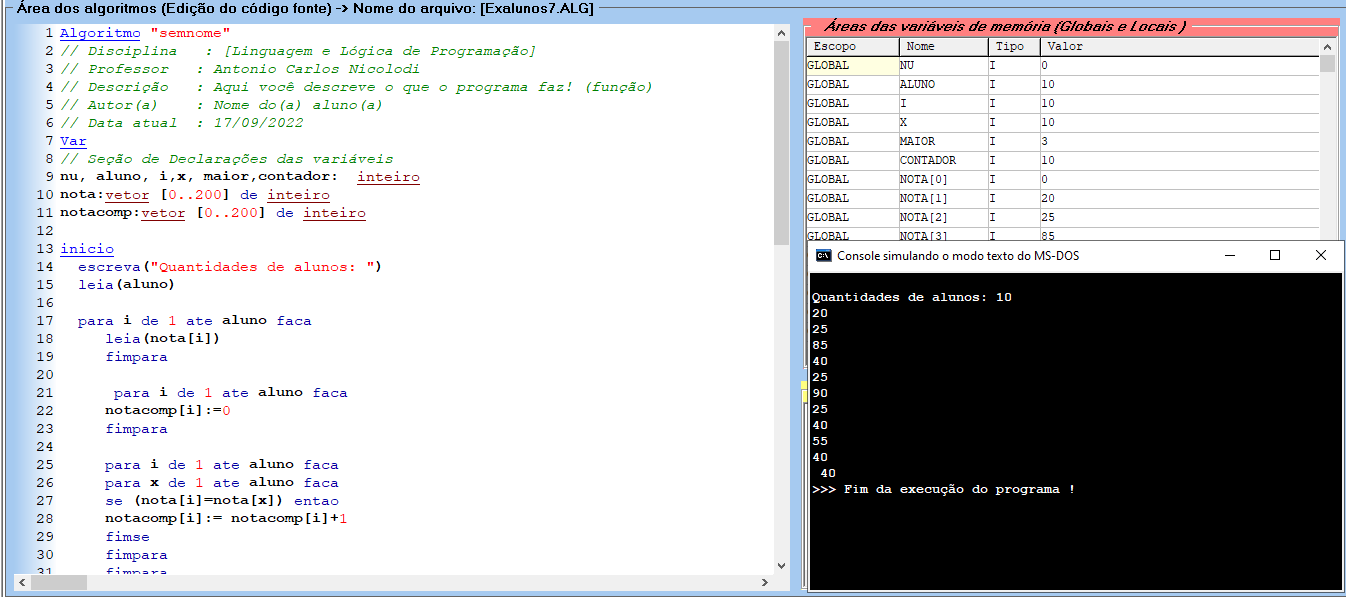 Área dos algoritmos (Edição do código fonte) -> Nome do arquivo: [Exalunos7.ALG]
1 Algoritmo "semnome"
2 // Disciplina   : [Linguagem e Lógica de Programação]
3 // Professor   : Antonio Carlos Nicolodi
4 // Descrição   : Aqui você descreve o que o programa faz! (função)
5 // Autor(a)    : Nome do(a) aluno(a)
6 // Data atual  : 17/09/2022
7 Var
8 // Seção de Declarações das variáveis
9 nu, aluno, i,x, maior,contador:  inteiro
10 nota:vetor [0..200] de inteiro
11 notacomp:vetor [0..200] de inteiro
12
13 inicio
14   escreva("Quantidades de alunos: ")
15   leia(aluno)
16
17   para i de 1 ate aluno faca
18      leia(nota[i])
19      fimpara
20
21       para i de 1 ate aluno faca
22      notacomp[i]:=0
23      fimpara
24
25      para i de 1 ate aluno faca
26      para x de 1 ate aluno faca
27      se (nota[i]=nota[x]) entao
28      notacomp[i]:= notacomp[i]+1
29      fimse
30      fimpara
31      fimpara
Áreas das variáveis de memória (Globais e Locais )
Escopo Nome Tipo Valor
GLOBAL NU I 0
GLOBAL ALUNO I 10
GLOBAL I I 10
GLOBAL X I 10
GLOBAL MAIOR I 3
GLOBAL CONTADOR I 10
GLOBAL NOTA[0] I 0
GLOBAL NOTA[1] I 20
GLOBAL NOTA[2] I 25
GLOBAL NOTA[3] I 85
Console simulando o modo texto do MS-DOS
Quantidades de alunos: 10
20
25
85
40
25
90
25
40
55
40
40
>>> Fim da execução do programa !